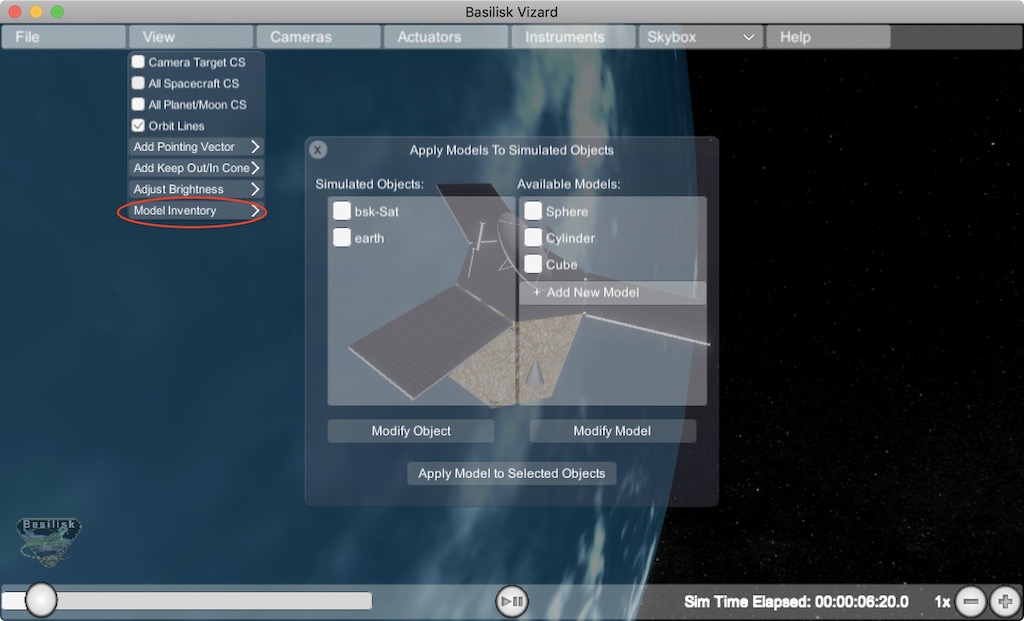 Basilisk Vizard
File View Cameras Actuators Instruments Skybox Help
Camera Target CS
All Spacecraft CS
All Planet/Moon CS
Orbit Lines
Add Pointing Vector
Add Keep Out/In Cone
Adjust Brightness
Model Inventory
X
Apply Models To Simulated Objects
Simulated Objects: Available Models:
bsk-Sat Sphere
earth Cylinder
Cube
+ Add New Model
Modify Object Modify Model
Apply Model to Selected Objects
Basilisk
Sim Time Elapsed: 00:00:06:20.0 1x